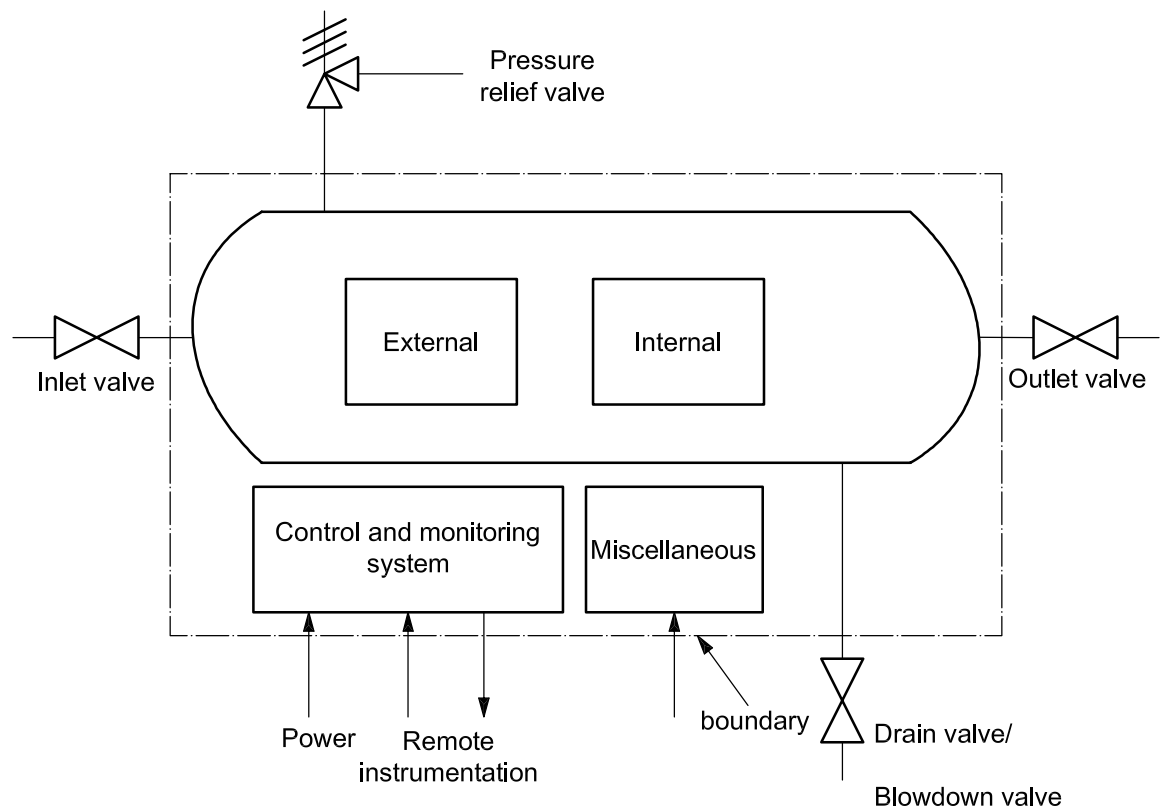 Pressure
relief valve
External
Internal
Inlet valve
Outlet valve
Control and monitoring
system
Miscellaneous
Power
Remote
instrumentation
boundary
Drain valve/
Blowdown valve